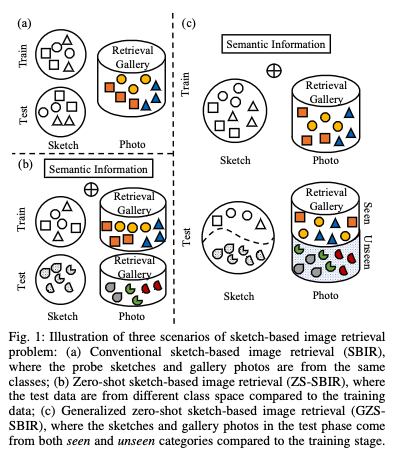 (a)
Train
Test
Sketch
Retrieval
Gallery
Photo
(b)
Semantic Information
Train
Test
Retrieval
Gallery
Retrieval
Gallery
Sketch
Photo
(c)
Semantic Information
Train
Retrieval
Gallery
Sketch
Photo
Test
Retrieval
Gallery
Seen
Unseen
Sketch
Photo
Fig. 1: Illustration of three scenarios of sketch-based image retrieval
problem: (a) Conventional sketch-based image retrieval (SBIR),
where the probe sketches and gallery photos are from the same
classes; (b) Zero-shot sketch-based image retrieval (ZS-SBIR), where
the test data are from different class space compared to the training
data; (c) Generalized zero-shot sketch-based image retrieval (GZS-
SBIR), where the sketches and gallery photos in the test phase come
from both seen and unseen categories compared to the training stage.